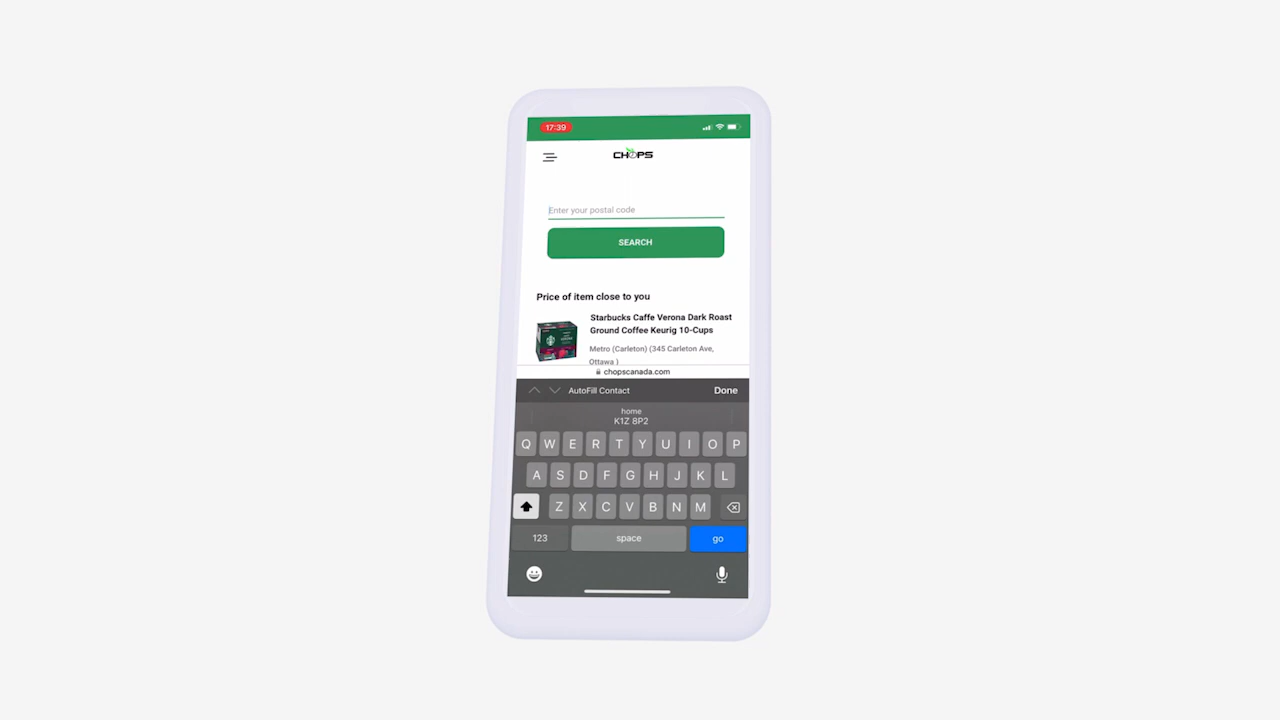 17:39
CHOPS
Enter your postal code
SEARCH
Price of item close to you
Starbucks Caffe Verona Dark Roast
Ground Coffee Keurig 10-Cups
Metro (Carleton) (345 Carleton Ave,
Ottawa )
chopscanada.com
AutoFill Contact
Done
home
K1Z 8P2
Q W E R T Y U I O P
A S D F G H J K L
Z X C V B N M
123
space
go